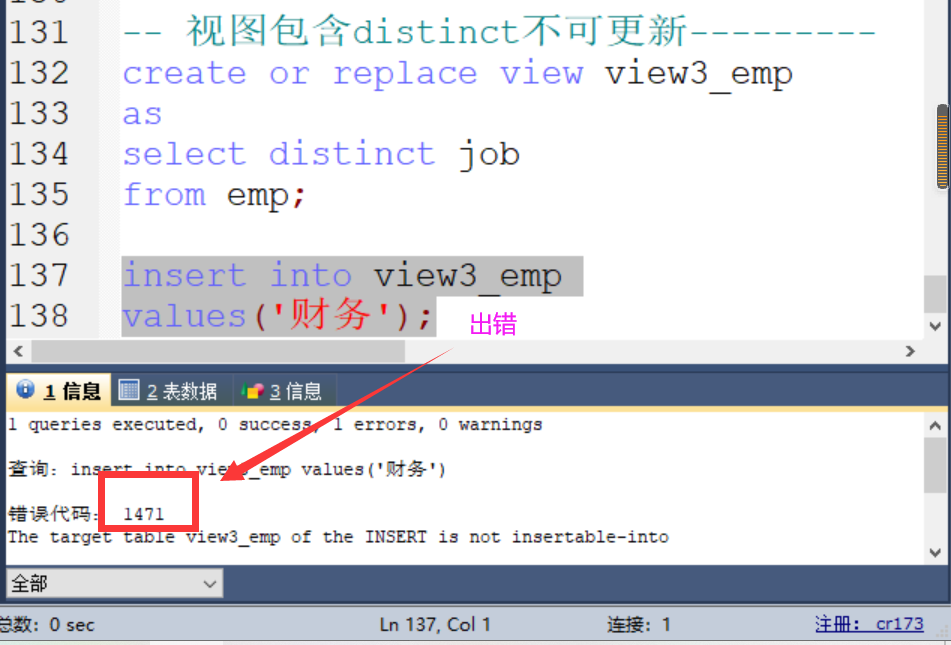 131 -- 视图包含distinct不可更新---------
132 create or replace view view3_emp
133 as
134 select distinct job
135 from emp;
136
137 insert into view3_emp
138 values('财务');
出错
1 信息 2 表数据 3 信息
1 queries executed, 0 success, 1 errors, 0 warnings
查询: insert into view3_emp values('财务')
错误代码: 1471
The target table view3_emp of the INSERT is not insertable-into
全部
总数: 0 sec Ln 137, Col 1 连接: 1 注册: cr173